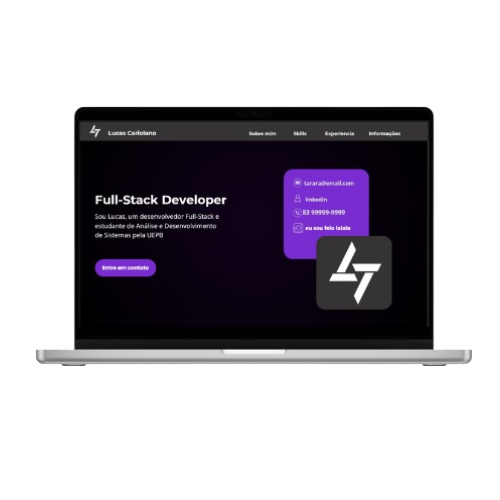 Lucas Cariolano
Sobre mim
Skills
Experiencia
Informações
Full-Stack Developer
Sou Lucas, um desenvolvedor Full-Stack e
estudante de Análise e Desenvolvimento
de Sistemas pela UEPB
Entre em contato
tarara@email.com
linkedin
83 99999-9999
eu sou feio lalala